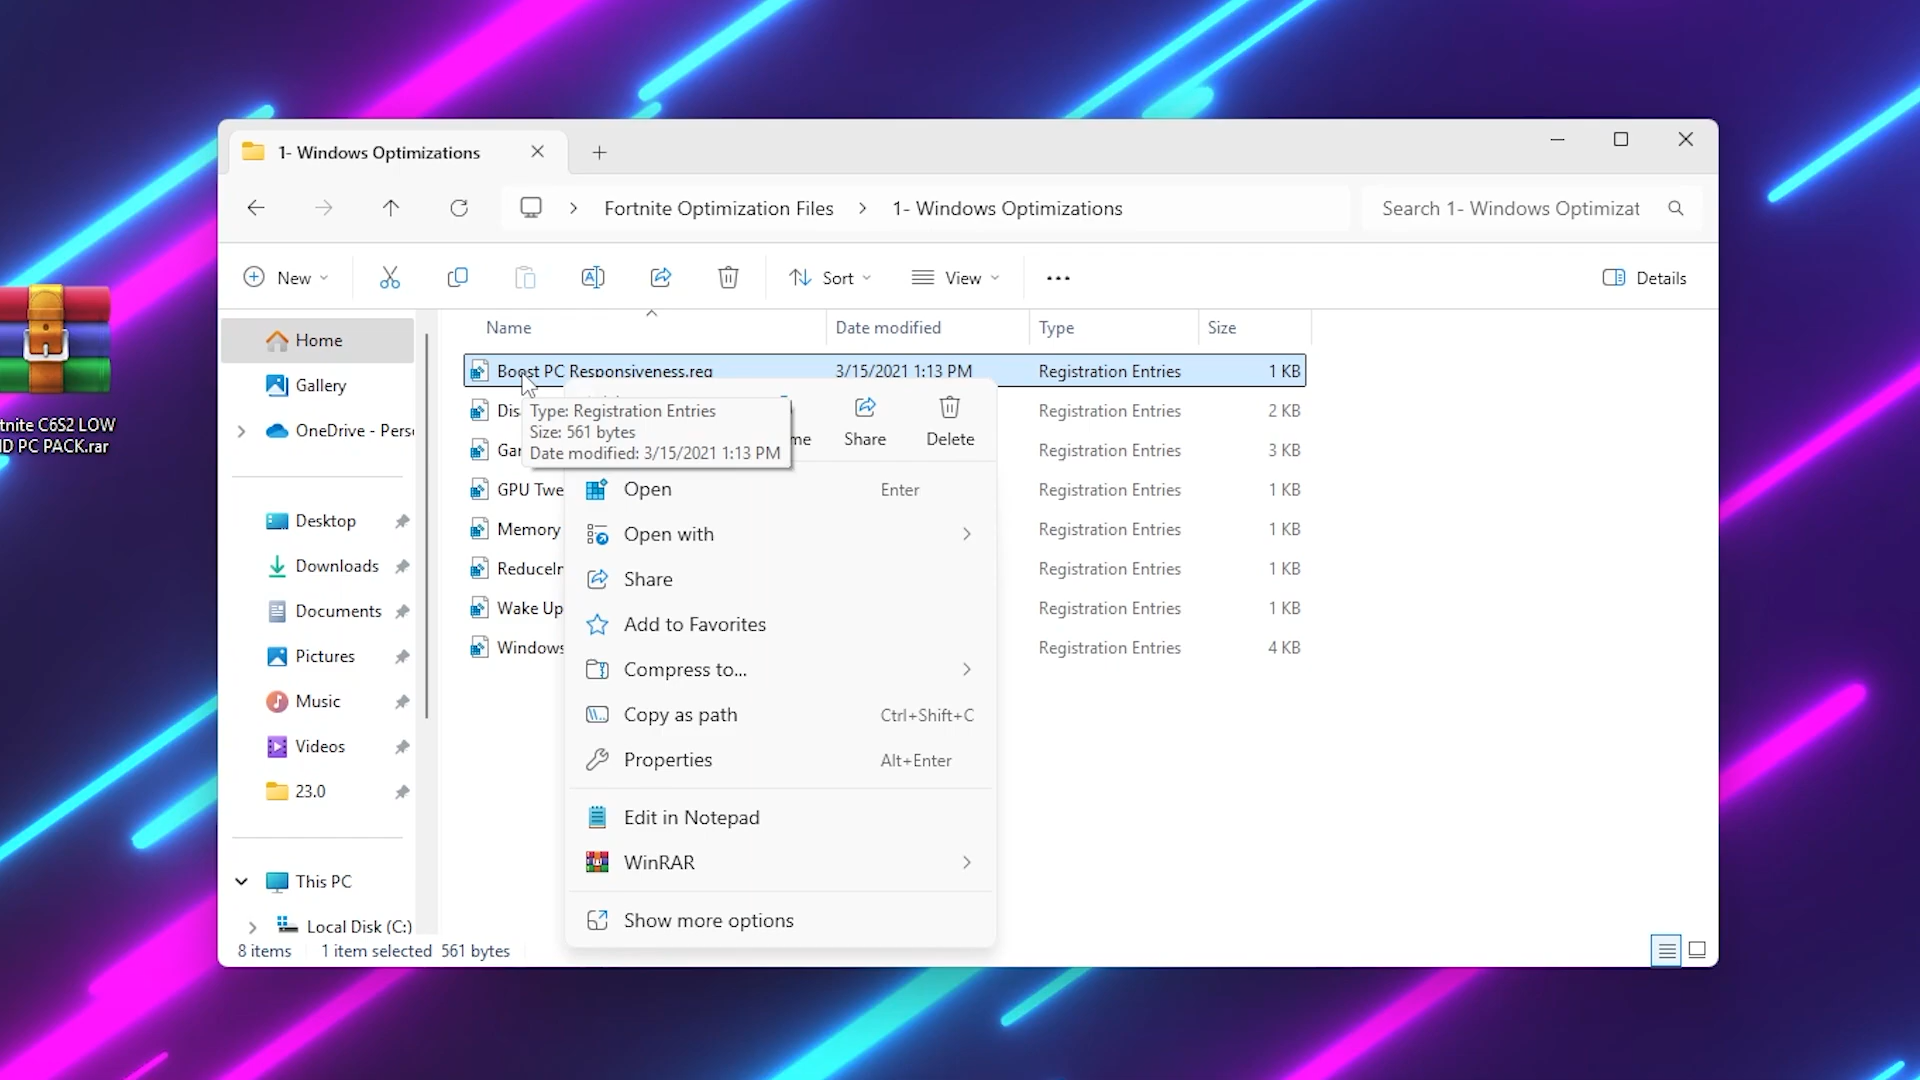 1- Windows Optimizations
Fortnite Optimization Files
1- Windows Optimizations
Search 1- Windows Optimizat
New
Sort
View
Details
Home
Gallery
OneDrive - Pers
Desktop
Downloads
Documents
Pictures
Music
Videos
23.0
This PC
Local Disk (C:)
Name
Date modified
Type
Size
Boost PC Responsiveness.reg
3/15/2021 1:13 PM
Registration Entries
1 KB
Registration Entries
2 KB
Registration Entries
3 KB
GPU Twe
Registration Entries
1 KB
Memory
Registration Entries
1 KB
Registration Entries
1 KB
Wake Up
Registration Entries
1 KB
Windows
Registration Entries
4 KB
Type: Registration Entries
Size: 561 bytes
Date modified: 3/15/2021 1:13 PM
me
Share
Delete
Open
Enter
Open with
Share
Add to Favorites
Compress to...
Copy as path
Ctrl+Shift+C
Properties
Alt+Enter
Edit in Notepad
WinRAR
Show more options
8 items
1 item selected 561 bytes
tnite C6S2 LOW
D PC PACK.rar